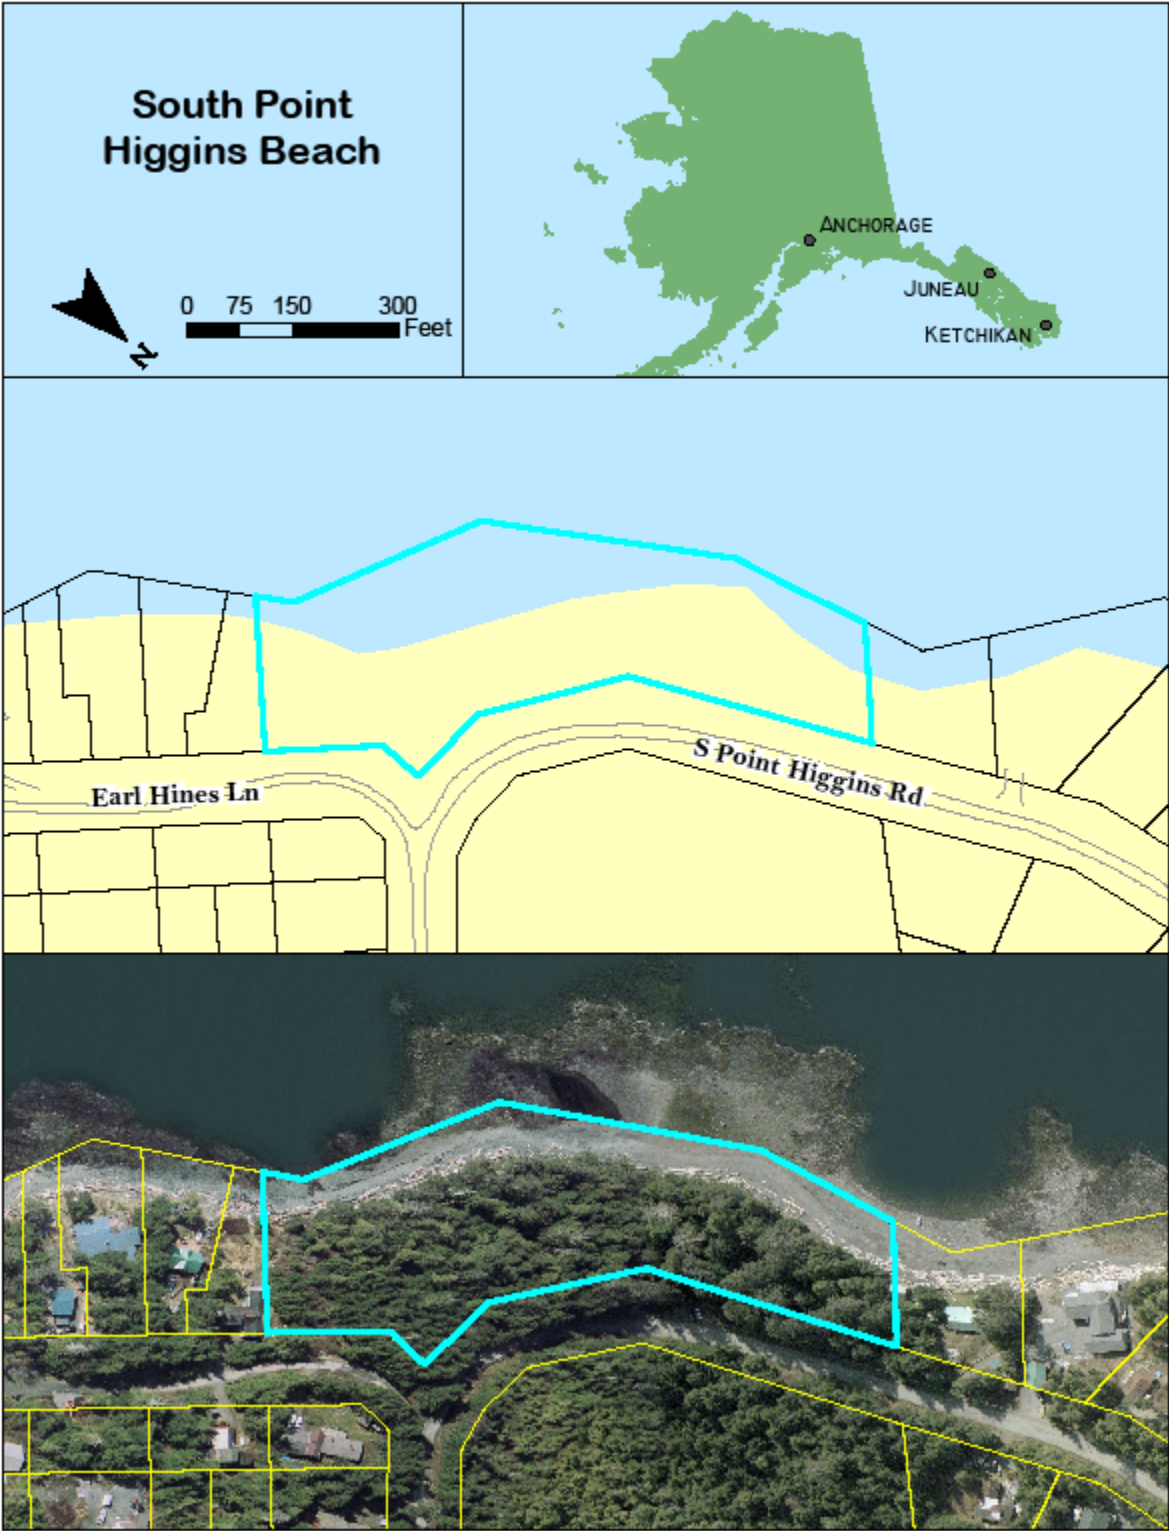 South Point
Higgins Beach
0 75 150 300
Feet
N
ANCHORAGE
JUNEAU
KETCHIKAN
S Point Higgins Rd
Earl Hines Ln